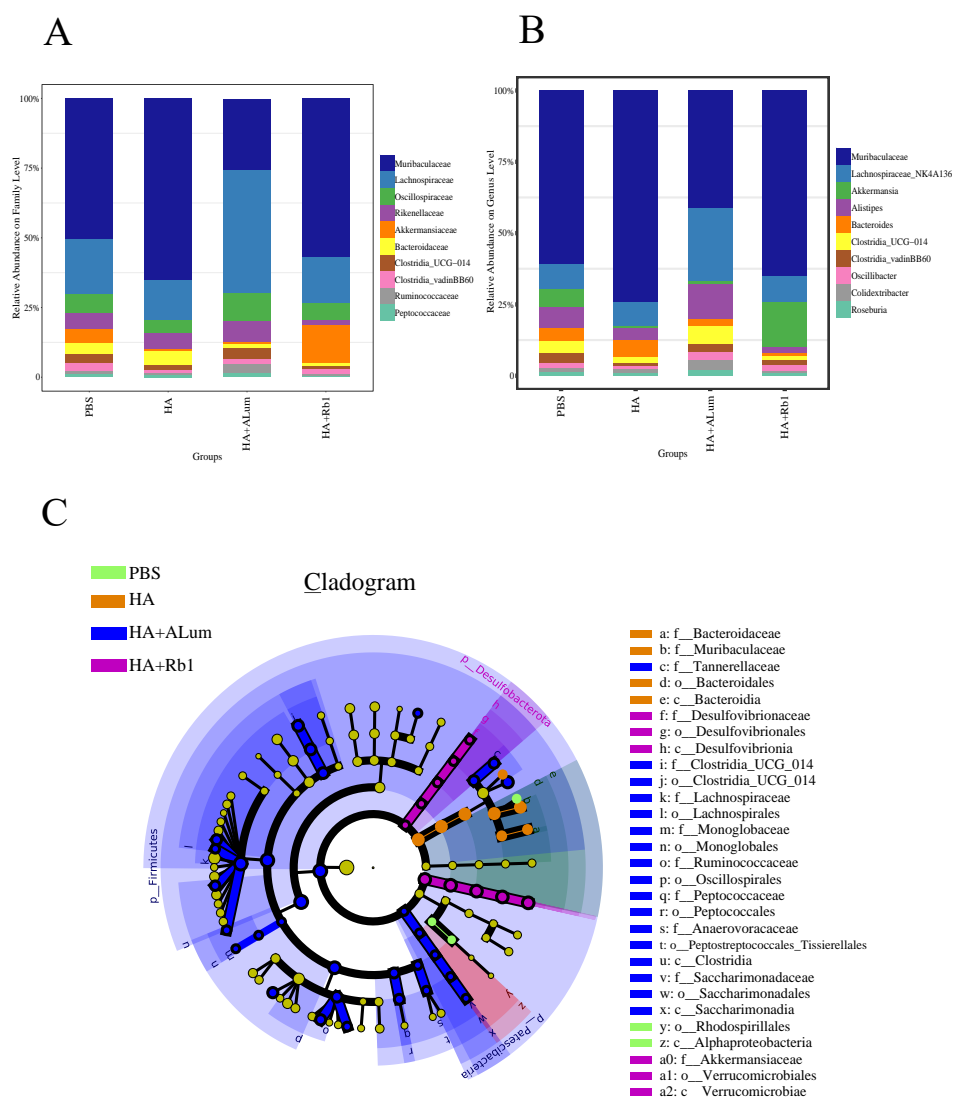 A
Relative Abundance on Family Level
100%
75%
50%
25%
0
PBS
HA
HA+ALum
HA+Rb1
Groups
Muribaculaceae
Lachnospiraceae
Oscillospiraceae
Rikenellaceae
Akkermansiaceae
Bacteroidaceae
Clostridia_UCG-014
Clostridia_vadinBB60
Ruminococcaceae
Peptococcaceae
B
Relative Abundance on Genus Level
100%
75%
50%
25%
0
PBS
HA
HA+ALum
HA+Rb1
Groups
Muribaculaceae
Lachnospiraceae_NK4A136
Akkermansia
Alistipes
Bacteroides
Clostridia_UCG-014
Clostridia_vadinBB60
Oscillibacter
Colidextribacter
Roseburia
C
PBS
HA
HA+ALum
HA+Rb1
Cladogram
p_Desulfobacterota
h
g
c
e
d
b
a
p_Firmicutes
l
k
u
n
m
p
o
r
q
t
s
v
w
x
y
z
p_Patescibacteria
a: f__Bacteroidaceae
b: f__Muribaculaceae
c: f__Tannerellaceae
d: o__Bacteroidales
e: c__Bacteroidia
f: f__Desulfovibrionaceae
g: o__Desulfovibrionales
h: c__Desulfovibrionia
i: f__Clostridia_UCG_014
j: o__Clostridia_UCG_014
k: f__Lachnospiraceae
l: o__Lachnospirales
m: f__Monoglobaceae
n: o__Monoglobales
o: f__Ruminococcaceae
p: o__Oscillospirales
q: f__Peptococcaceae
r: o__Peptococcales
s: f__Anaerovoracaceae
t: o__Peptostreptococcales_Tissierellales
u: c__Clostridia
v: f__Saccharimonadaceae
w: o__Saccharimonadales
x: c__Saccharimonadia
y: o__Rhodospirillales
z: c__Alphaproteobacteria
a0: f__Akkermansiaceae
a1: o__Verrucomicrobiales
a2: c__Verrucomicrobiae